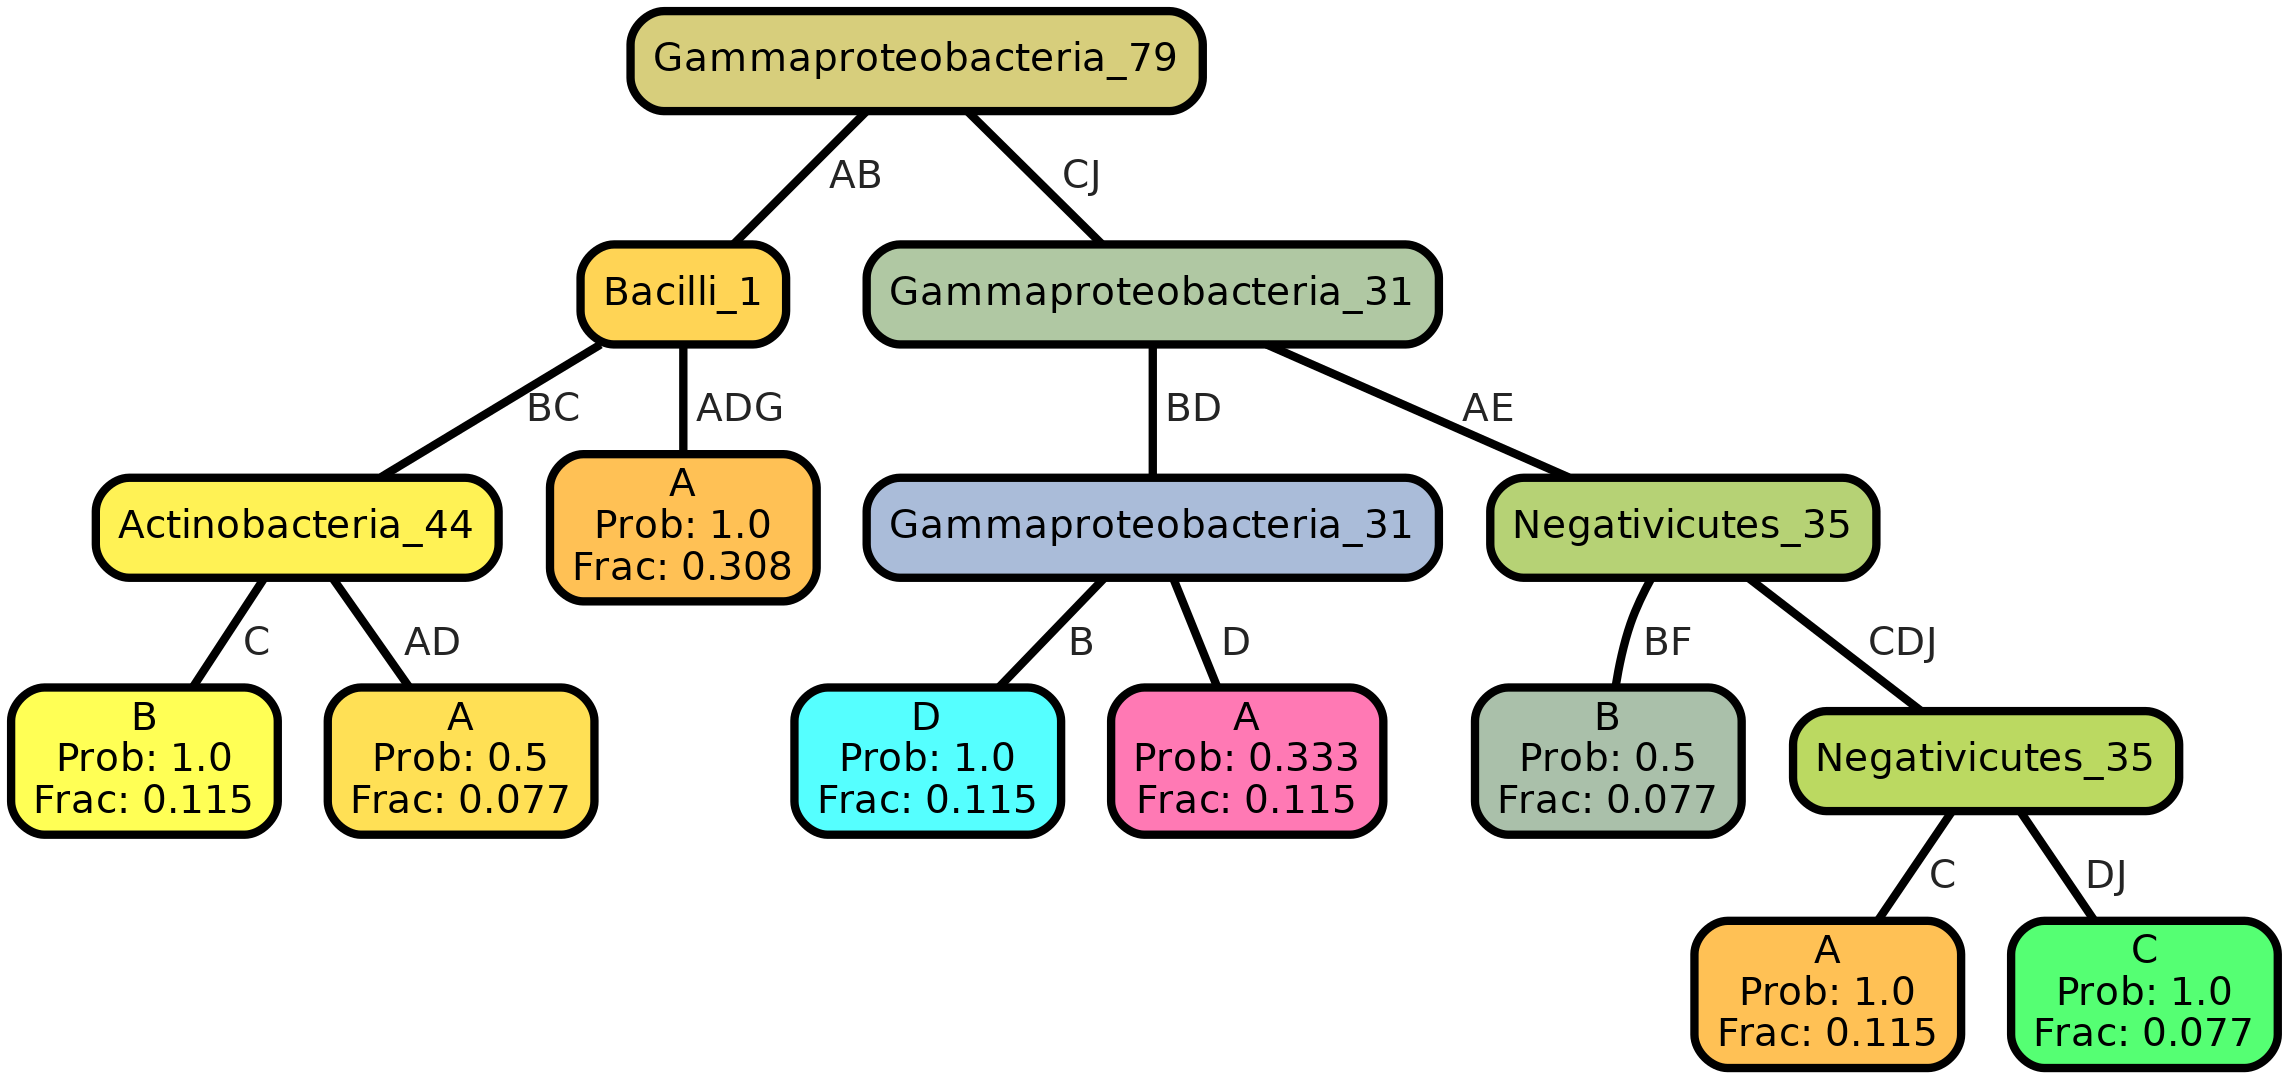 Gammaproteobacteria_79
AB
CJ
Bacilli_1
Gammaproteobacteria_31
BC
ADG
BD
AE
Actinobacteria_44
A
Prob: 1.0
Frac: 0.308
Gammaproteobacteria_31
Negativicutes_35
C
AD
B
D
BF
CDJ
B
Prob: 1.0
Frac: 0.115
A
Prob: 0.5
Frac: 0.077
D
Prob: 1.0
Frac: 0.115
A
Prob: 0.333
Frac: 0.115
B
Prob: 0.5
Frac: 0.077
Negativicutes_35
C
DJ
A
Prob: 1.0
Frac: 0.115
C
Prob: 1.0
Frac: 0.077